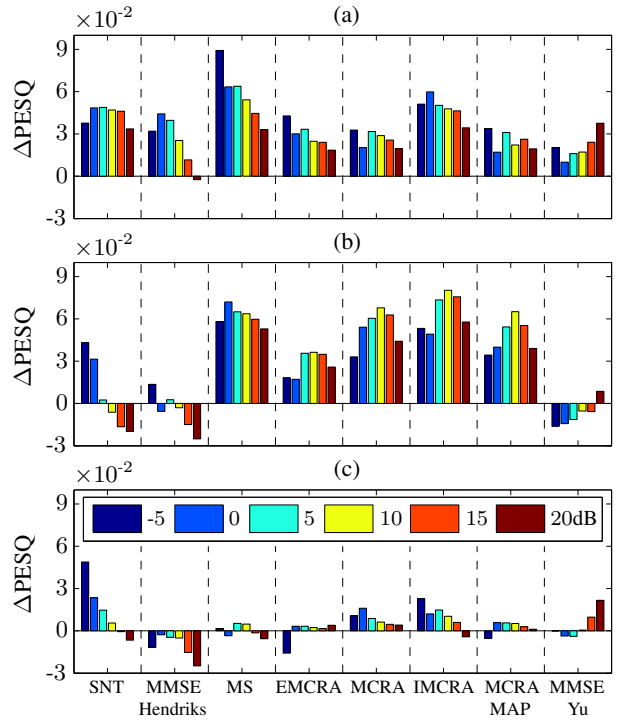 (a)
×10−2
9
6
3
0
-3
ΔPESQ
(b)
×10−2
9
6
3
0
-3
ΔPESQ
(c)
×10−2
9
6
3
0
-3
ΔPESQ
-5 0 5 10 15 20dB
SNT MMSE Hendriks MS EMCRA MCRA IMCRA MCRA MAP MMSE Yu